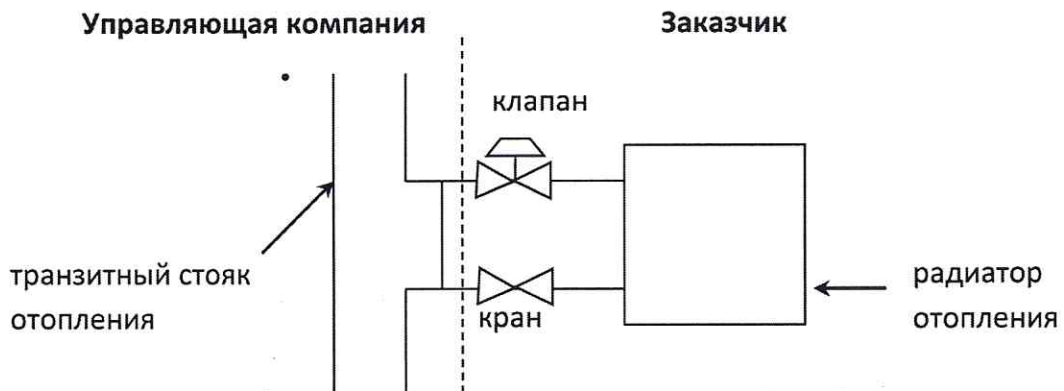 Управляющая компания
Заказчик
клапан
транзитный стояк
отопления
кран
радиатор
отопления